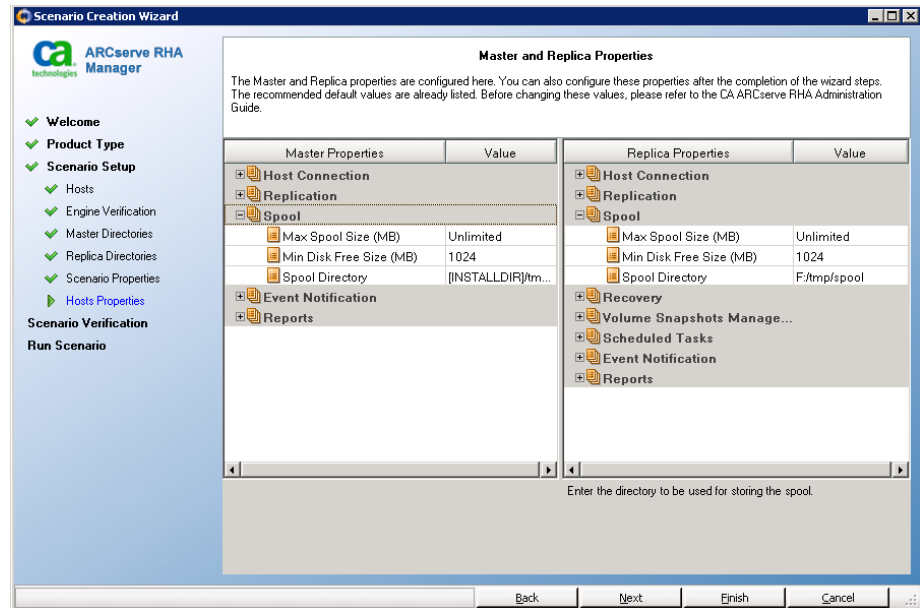 Scenario Creation Wizard
ca
technologies
ARCserve RHA
Manager
Welcome
Product Type
Scenario Setup
Hosts
Engine Verification
Master Directories
Replica Directories
Scenario Properties
Hosts Properties
Scenario Verification
Run Scenario
Master and Replica Properties
The Master and Replica properties are configured here. You can also configure these properties after the completion of the wizard steps.
The recommended default values are already listed. Before changing these values, please refer to the CA ARCserve RHA Administration
Guide.
Master Properties Value
Host Connection
Replication
Spool
Max Spool Size (MB) Unlimited
Min Disk Free Size (MB) 1024
Spool Directory [INSTALLDIR]/tm...
Event Notification
Reports
Replica Properties Value
Host Connection
Replication
Spool
Max Spool Size (MB) Unlimited
Min Disk Free Size (MB) 1024
Spool Directory F:/tmp/spool
Recovery
Volume Snapshots Manage...
Scheduled Tasks
Event Notification
Reports
Enter the directory to be used for storing the spool.
Back Next Finish Cancel